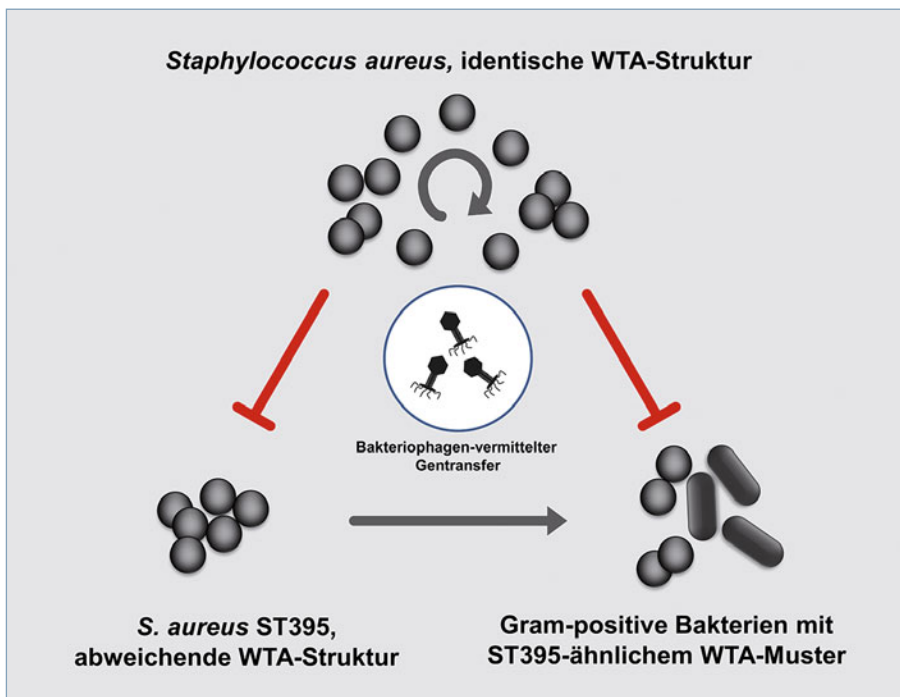 Staphylococcus aureus, identische WTA-Struktur
Bakteriophagen-vermittelter
Gentransfer
S. aureus ST395,
abweichende WTA-Struktur
Gram-positive Bakterien mit
ST395-ähnlichem WTA-Muster